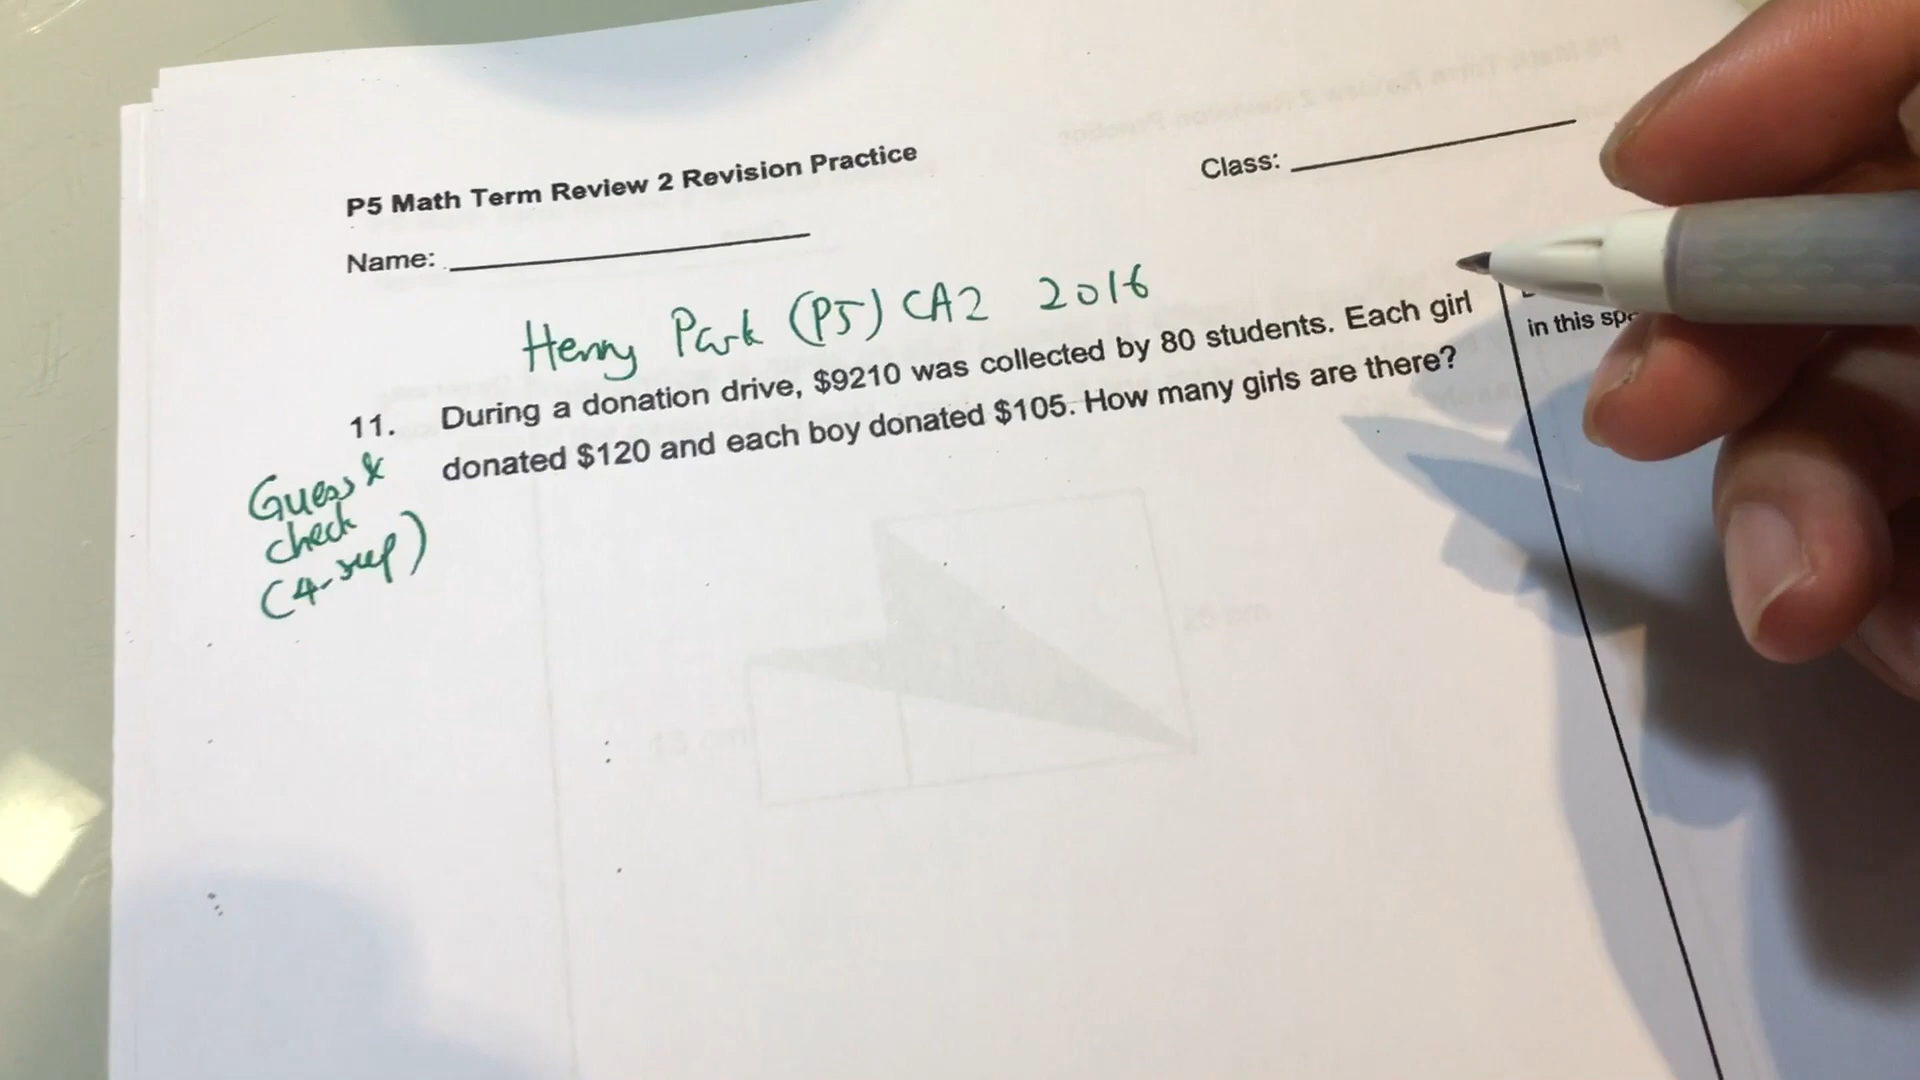 P5 Math Term Review 2 Revision Practice
Class:
Name:
Henry Park (P5) CA2 2016
11. During a donation drive, $9210 was collected by 80 students. Each girl
donated $120 and each boy donated $105. How many girls are there?
in this
Guess &
check
(4-step)